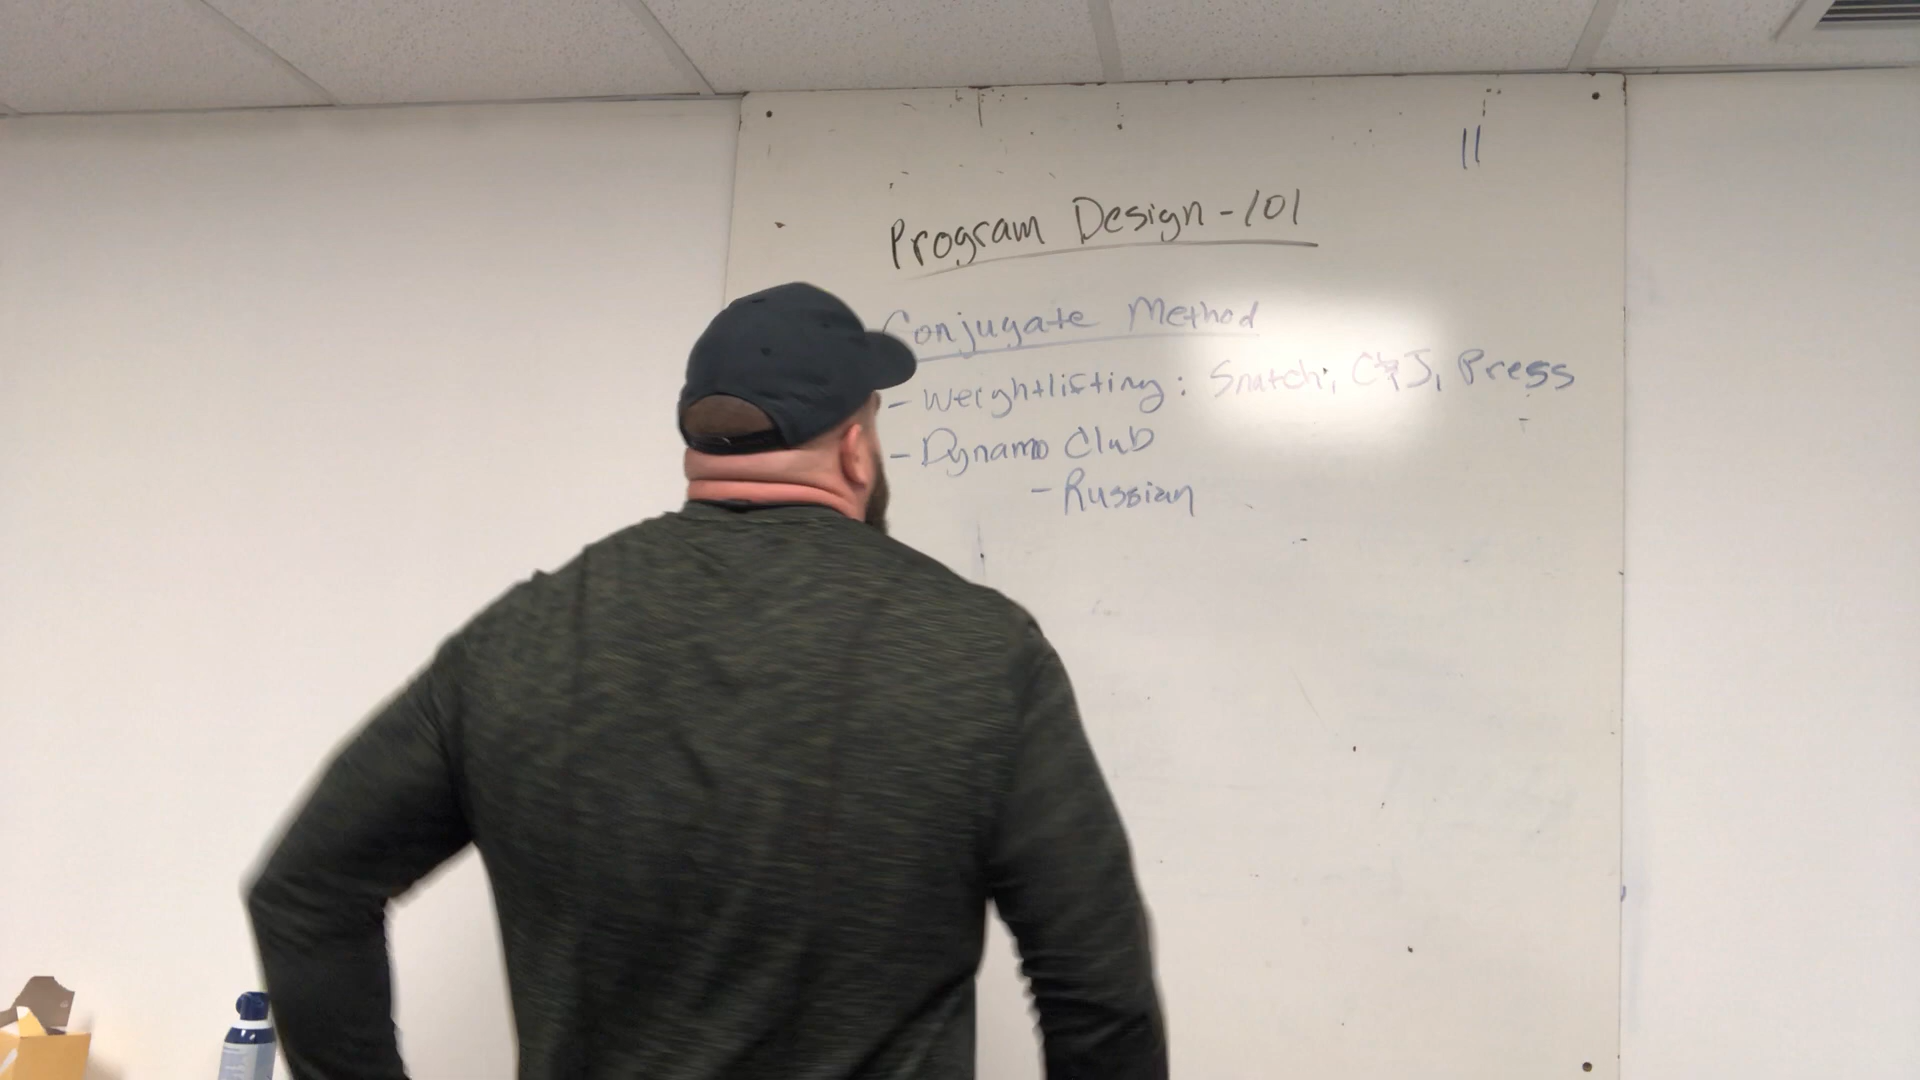 11
Program Design - 101
Conjugate Method
- Weightlifting: Snatch, C&J, Press
- Dynamo Club
- Russian